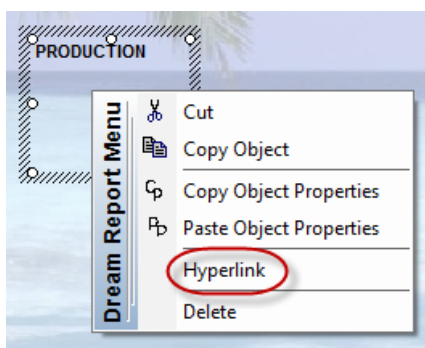 PRODUCTION
Dream Report Menu
Cut
Copy Object
Copy Object Properties
Paste Object Properties
Hyperlink
Delete